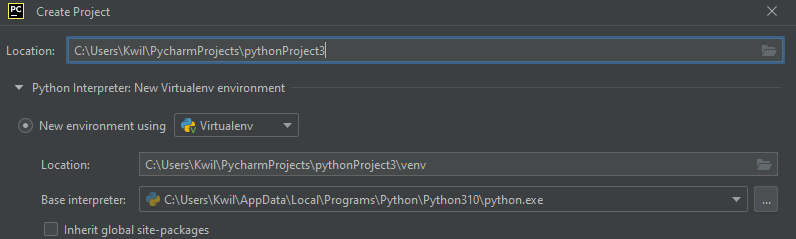 PC Create Project
Location: C:\Users\Kwil\PycharmProjects\pythonProject3
Python Interpreter: New Virtualenv environment
New environment using Virtualenv
Location: C:\Users\Kwil\PycharmProjects\pythonProject3\venv
Base interpreter: C:\Users\Kwil\AppData\Local\Programs\Python\Python310\python.exe ...
Inherit global site-packages